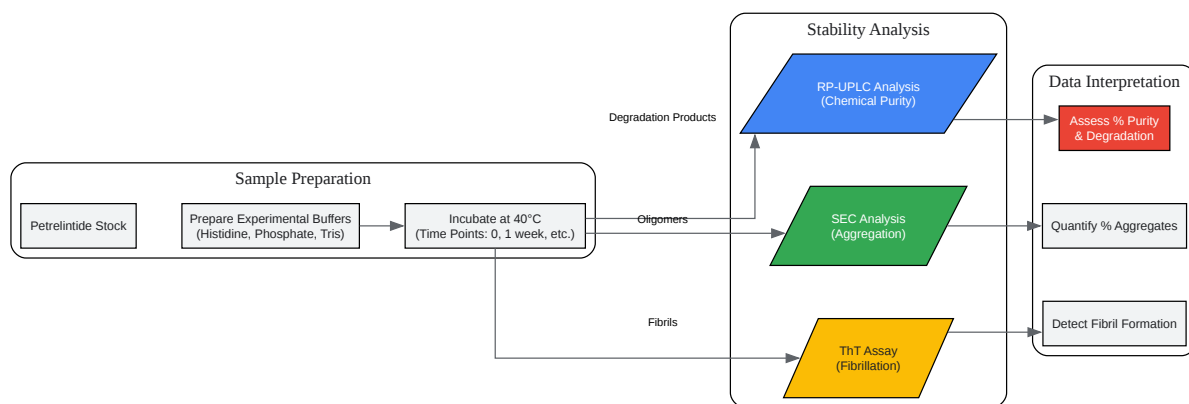 Stability Analysis
RP-UPLC Analysis
(Chemical Purity)
Data Interpretation
Degradation Products
Assess % Purity
& Degradation
Sample Preparation
Petrelintide Stock
Prepare Experimental Buffers
(Histidine, Phosphate, Tris)
Incubate at 40°C
(Time Points: 0, 1 week, etc.)
Oligomers
SEC Analysis
(Aggregation)
Quantify % Aggregates
Fibrils
ThT Assay
(Fibrillation)
Detect Fibril Formation